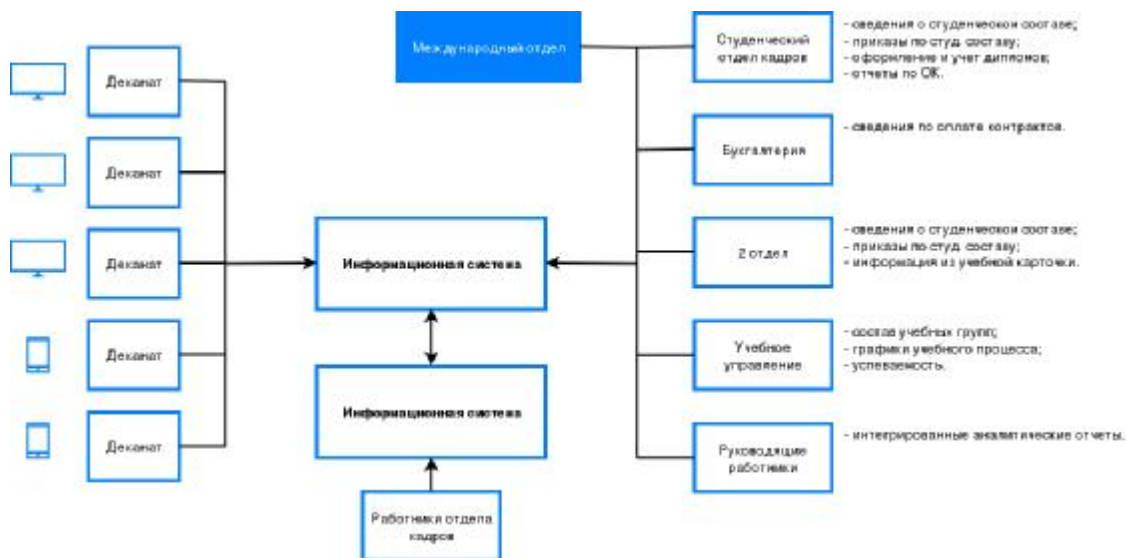 Международный отдел
Деканат
Деканат
Деканат
Деканат
Деканат
Информационная система
Информационная система
Работники отдела
кадров
Студенческий
отдел кадров
- сведения о студенческом составе;
- приказы по студ. составу;
- оформление и учет дипломов;
- отчеты по ОК.
Бухгалтерия
- сведения по оплате контрактов.
2 отдел
- сведения о студенческом составе;
- приказы по студ. составу;
- информация из учебной карточки.
Учебное
управление
- состав учебных групп;
- графики учебного процесса;
- успеваемость.
Руководящие
работники
- интегрированные аналитические отчеты.